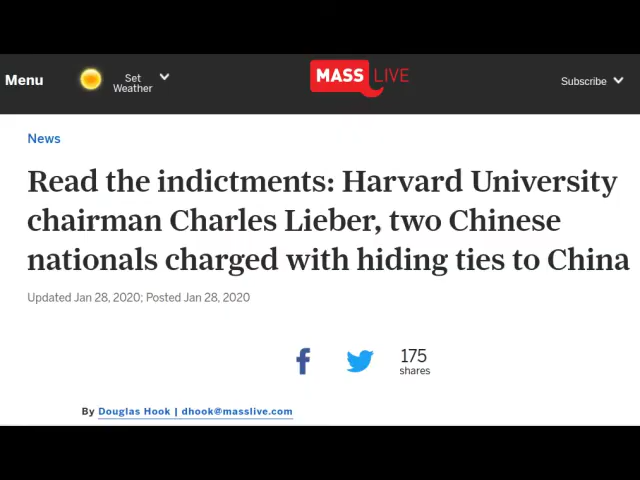 Menu
Set
Weather
MASS LIVE
Subscribe
News
Read the indictments: Harvard University
chairman Charles Lieber, two Chinese
nationals charged with hiding ties to China
Updated Jan 28, 2020; Posted Jan 28, 2020
175
shares
By Douglas Hook | dhook@masslive.com